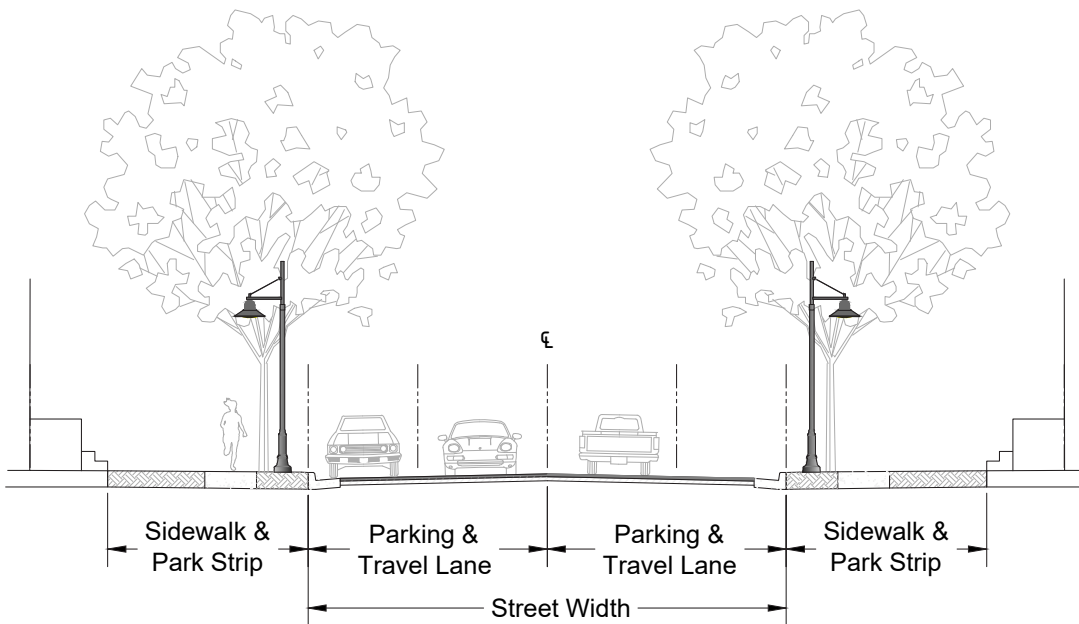 ℄
Sidewalk &
Park Strip
Parking &
Travel Lane
Parking &
Travel Lane
Sidewalk &
Park Strip
Street Width